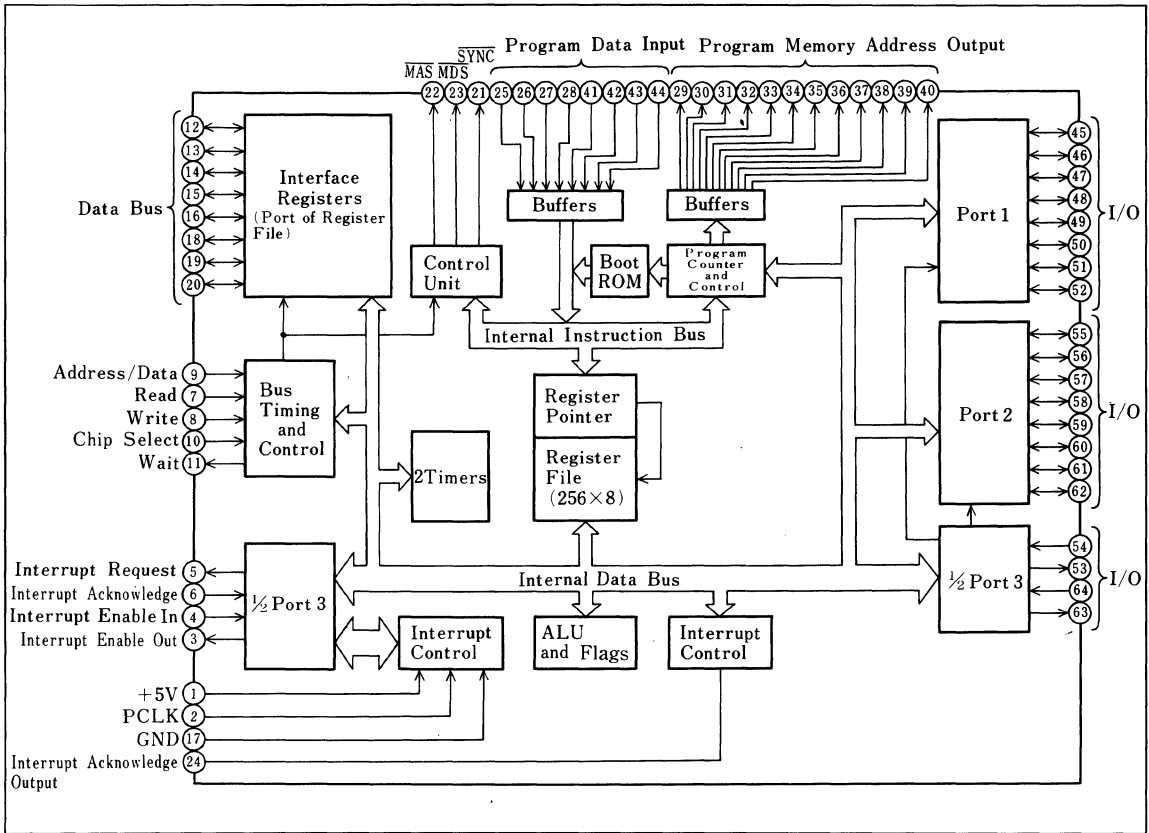 SYNC Program Data Input Program Memory Address Output
MAS MDS
22 23 21 25 26 27 28 41 42 43 44 29 30 31 32 33 34 35 36 37 38 39 40
Data Bus
12
13
14
15
16
18
19
20
Interface
Registers
(Port of Register
File)
Buffers
Buffers
Control
Unit
Boot
ROM
Program
Counter
and
Control
Internal Instruction Bus
Port 1
45
46
47
48
49
50
51
52
I/O
Address/Data 9
Read 7
Write 8
Chip Select 10
Wait 11
Bus
Timing
and
Control
2Timers
Register
Pointer
Register
File
(256×8)
Port 2
55
56
57
58
59
60
61
62
I/O
Interrupt Request 5
Interrupt Acknowledge 6
Interrupt Enable In 4
Interrupt Enable Out 3
½ Port 3
Internal Data Bus
½ Port 3
54
53
64
63
I/O
Interrupt
Control
ALU
and Flags
Interrupt
Control
+5V 1
PCLK 2
GND 17
Interrupt Acknowledge 24
Output